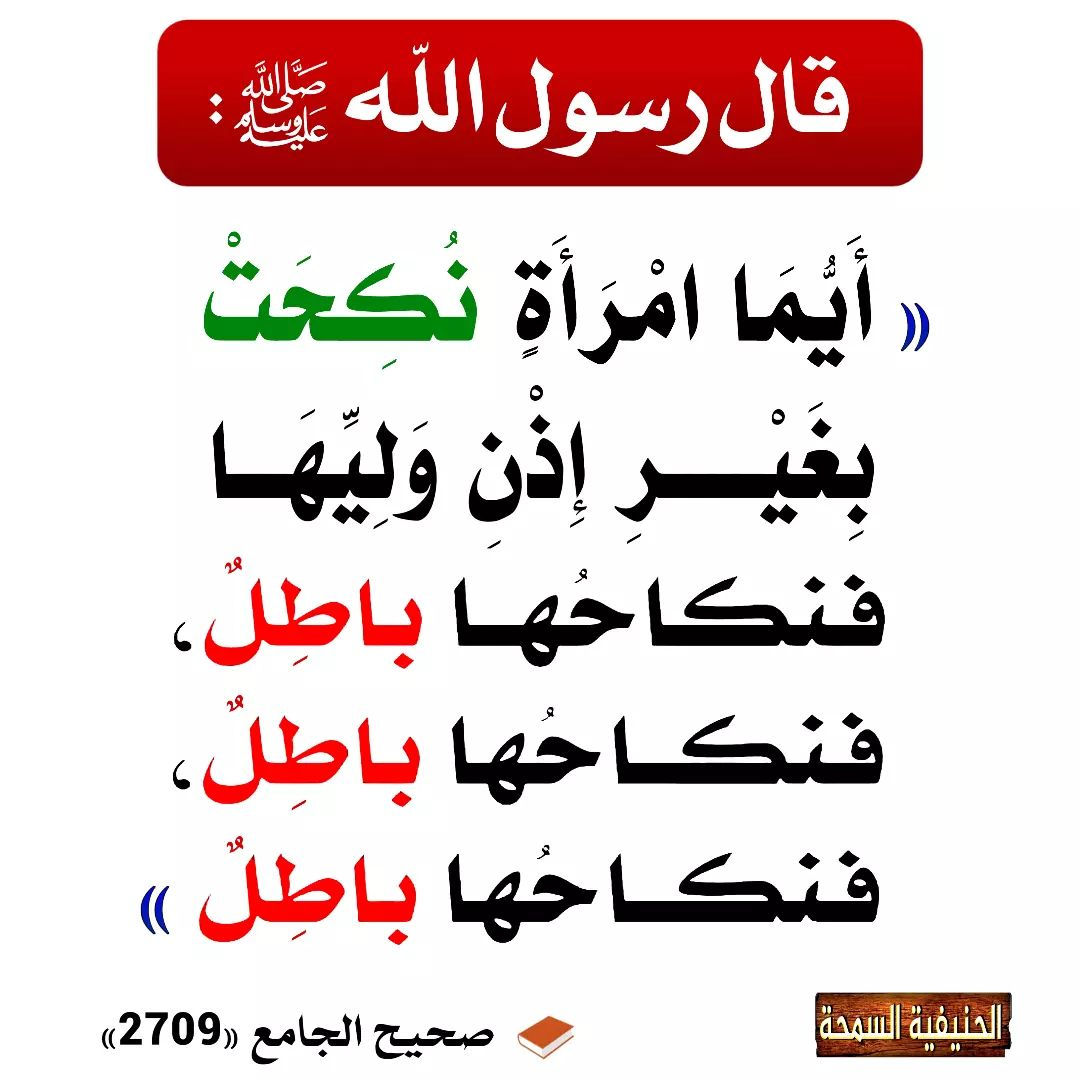 قال رسول الله ﷺ :
(( أَيُّمَا امْرَأَةٍ نُكِحَتْ
بِغَيْــرِ إِذْنِ وَلِيِّهَـا
فنكاحُهـا باطِلٌ،
فنكـاحُها باطِلٌ،
فنكـاحُها باطِلٌ ))
صحيح الجامع ((2709))
الحنيفية السمحة